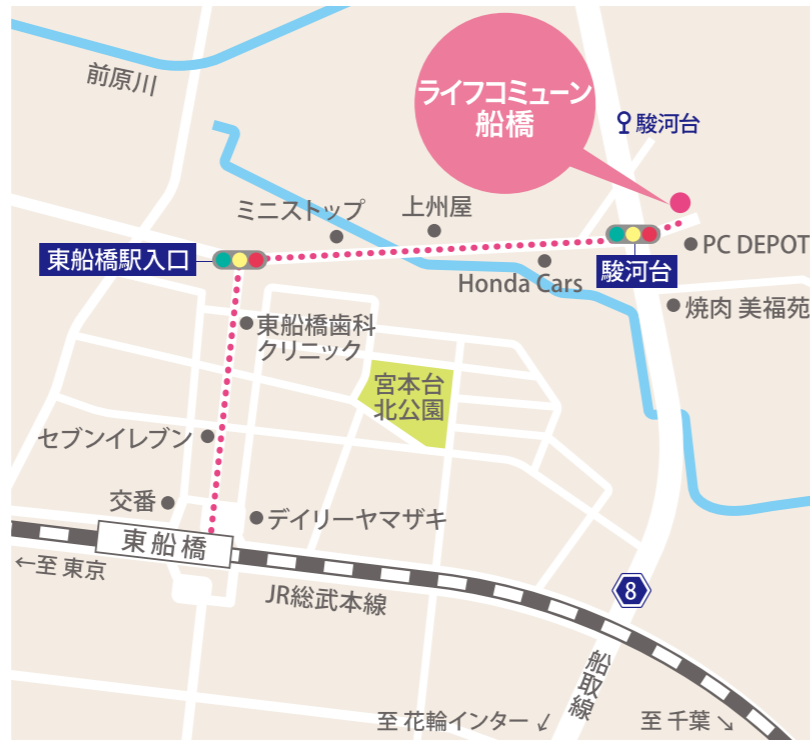 前原川
ライフコミューン
船橋
駿河台
ミニストップ
上州屋
東船橋駅入口
駿河台
PC DEPOT
Honda Cars
焼肉 美福苑
東船橋歯科
クリニック
宮本台
北公園
セブンイレブン
交番
デイリーヤマザキ
東船橋
←至 東京
JR総武本線
8
船取線
至 花輪インター ↙
至 千葉 ↘